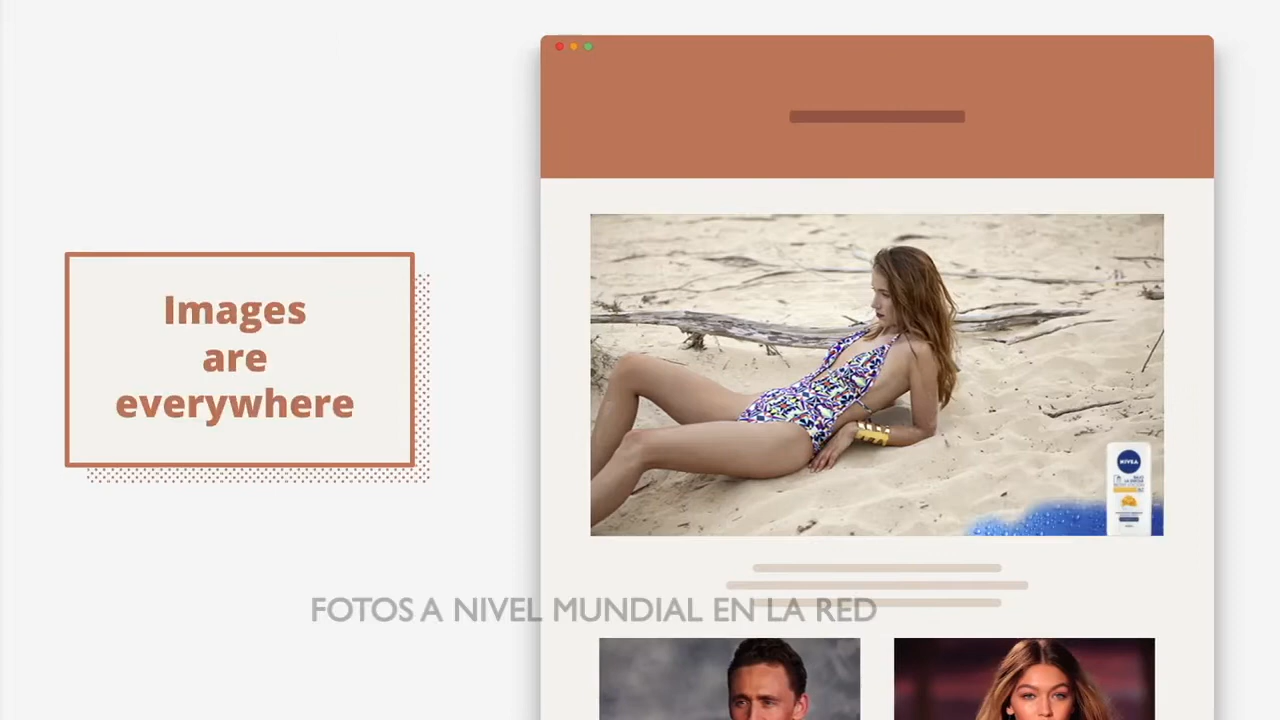 Images
are
everywhere
NIVEA
FOTOS A NIVEL MUNDIAL EN LA RED